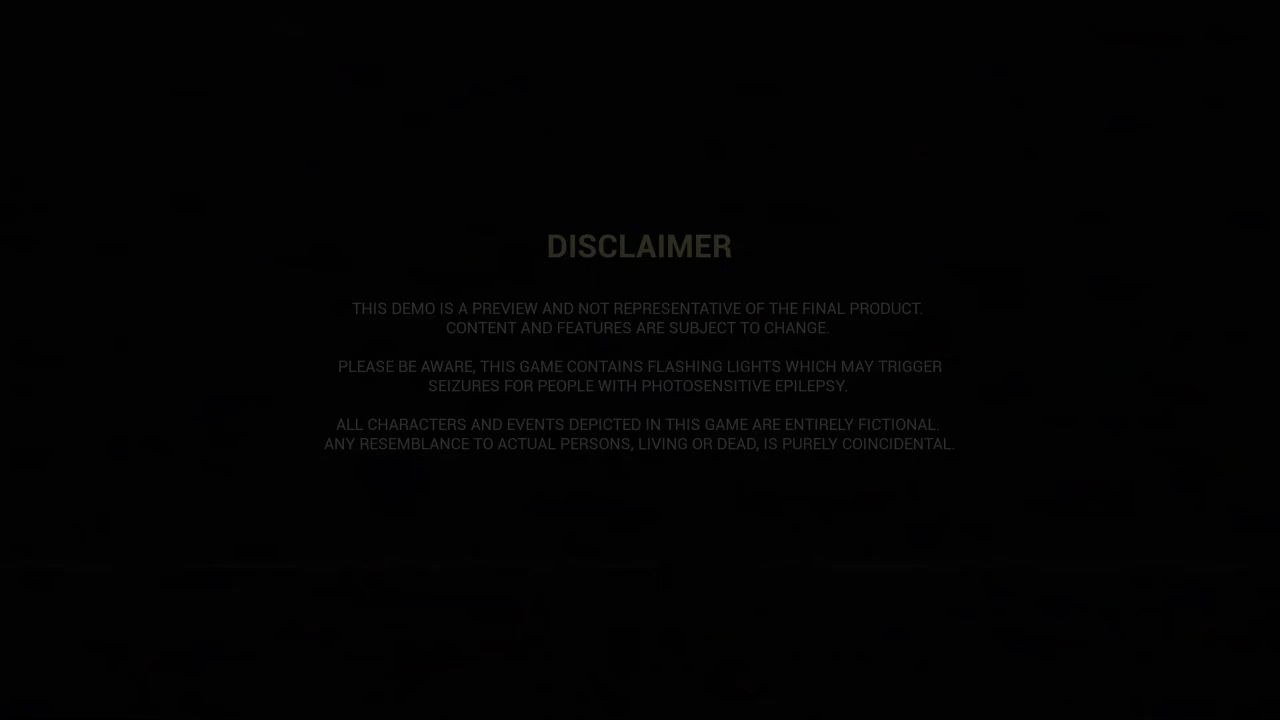 DISCLAIMER
THIS DEMO IS A PREVIEW AND NOT REPRESENTATIVE OF THE FINAL PRODUCT.
CONTENT AND FEATURES ARE SUBJECT TO CHANGE.
PLEASE BE AWARE, THIS GAME CONTAINS FLASHING LIGHTS WHICH MAY TRIGGER
SEIZURES FOR PEOPLE WITH PHOTOSENSITIVE EPILEPSY.
ALL CHARACTERS AND EVENTS DEPICTED IN THIS GAME ARE ENTIRELY FICTIONAL.
ANY RESEMBLANCE TO ACTUAL PERSONS, LIVING OR DEAD, IS PURELY COINCIDENTAL.